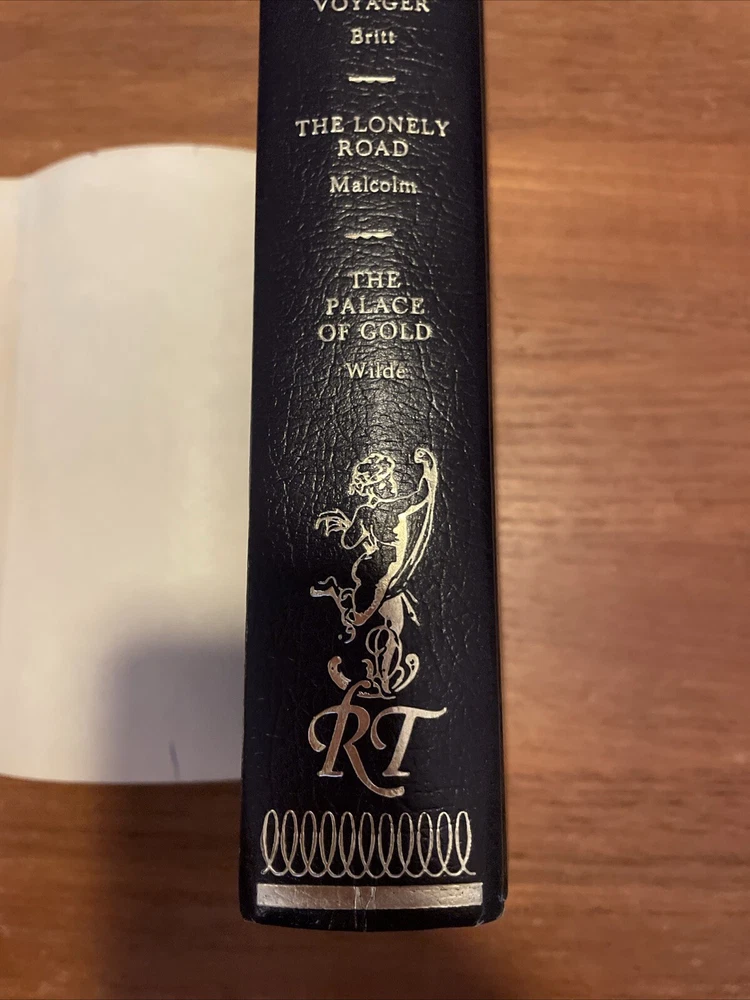 VOYAGER
Britt
THE LONELY
ROAD
Malcolm
THE
PALACE
OF GOLD
Wilde
RT